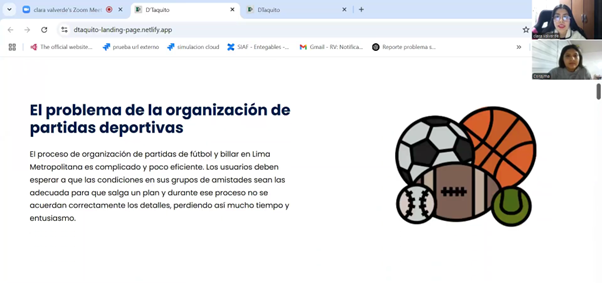 clara valverde's Zoom Mee
D'Taquito
DTaquito
dtaquito-landing-page.netlify.app
The official website...
prueba url externo
simulacion cloud
SIAF - Entegables -...
Gmail - RV: Notifica...
Reporte problema s...
El problema de la organización de
partidas deportivas
El proceso de organización de partidas de fútbol y billar en Lima
Metropolitana es complicado y poco eficiente. Los usuarios deben
esperar a que las condiciones en sus grupos de amistades sean las
adecuada para que salga un plan y durante ese proceso no se
acuerdan correctamente los detalles, perdiendo así mucho tiempo y
entusiasmo.